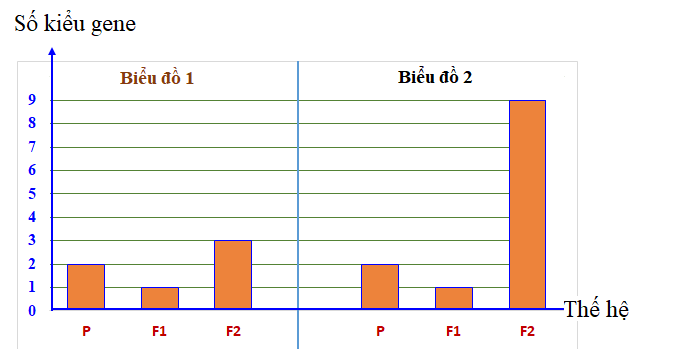 Số kiểu gene
Biểu đồ 1
Biểu đồ 2
9
8
7
6
5
4
3
2
1
0
Thế hệ
P F1 F2 P F1 F2